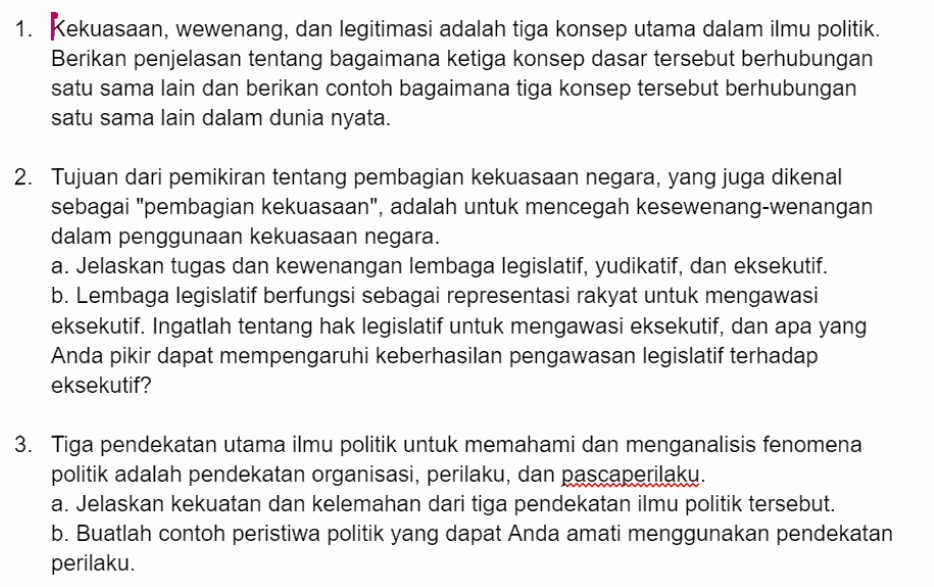 1. Kekuasaan, wewenang, dan legitimasi adalah tiga konsep utama dalam ilmu politik.
Berikan penjelasan tentang bagaimana ketiga konsep dasar tersebut berhubungan
satu sama lain dan berikan contoh bagaimana tiga konsep tersebut berhubungan
satu sama lain dalam dunia nyata.
2. Tujuan dari pemikiran tentang pembagian kekuasaan negara, yang juga dikenal
sebagai "pembagian kekuasaan", adalah untuk mencegah kesewenang-wenangan
dalam penggunaan kekuasaan negara.
a. Jelaskan tugas dan kewenangan lembaga legislatif, yudikatif, dan eksekutif.
b. Lembaga legislatif berfungsi sebagai representasi rakyat untuk mengawasi
eksekutif. Ingatlah tentang hak legislatif untuk mengawasi eksekutif, dan apa yang
Anda pikir dapat mempengaruhi keberhasilan pengawasan legislatif terhadap
eksekutif?
3. Tiga pendekatan utama ilmu politik untuk memahami dan menganalisis fenomena
politik adalah pendekatan organisasi, perilaku, dan pascaperilaku.
a. Jelaskan kekuatan dan kelemahan dari tiga pendekatan ilmu politik tersebut.
b. Buatlah contoh peristiwa politik yang dapat Anda amati menggunakan pendekatan
perilaku.